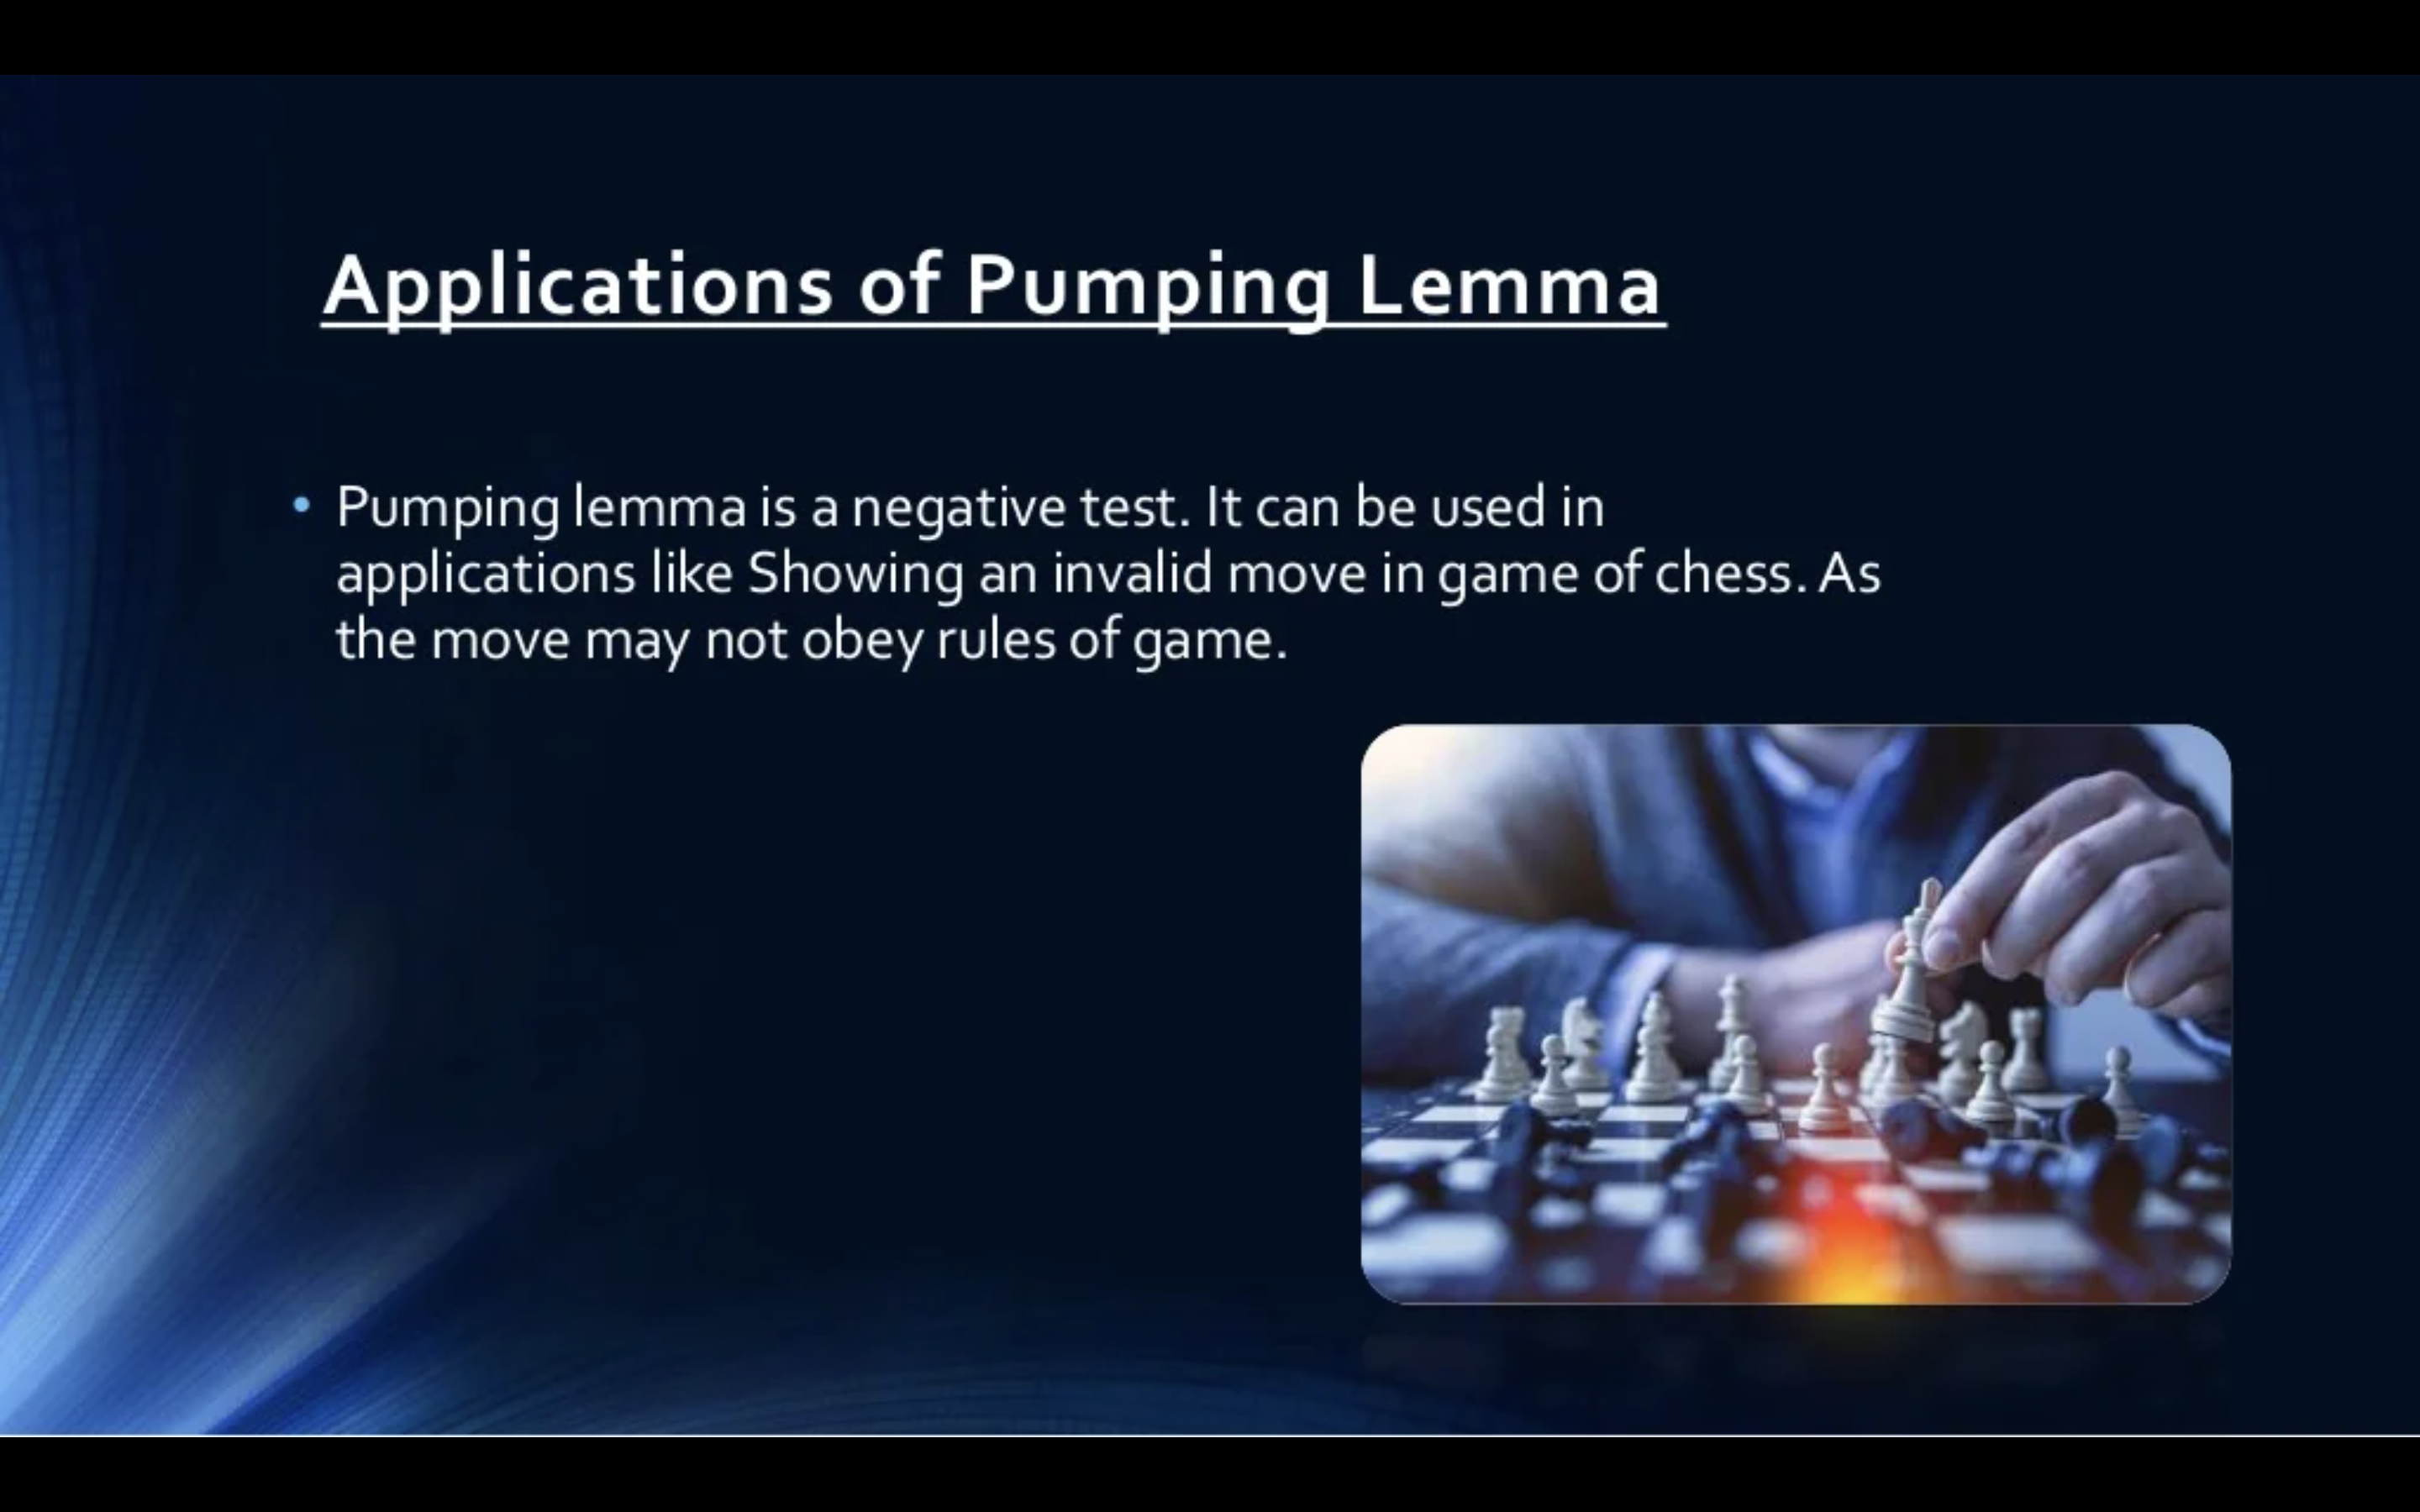 Applications of Pumping Lemma
• Pumping lemma is a negative test. It can be used in
applications like Showing an invalid move in game of chess. As
the move may not obey rules of game.